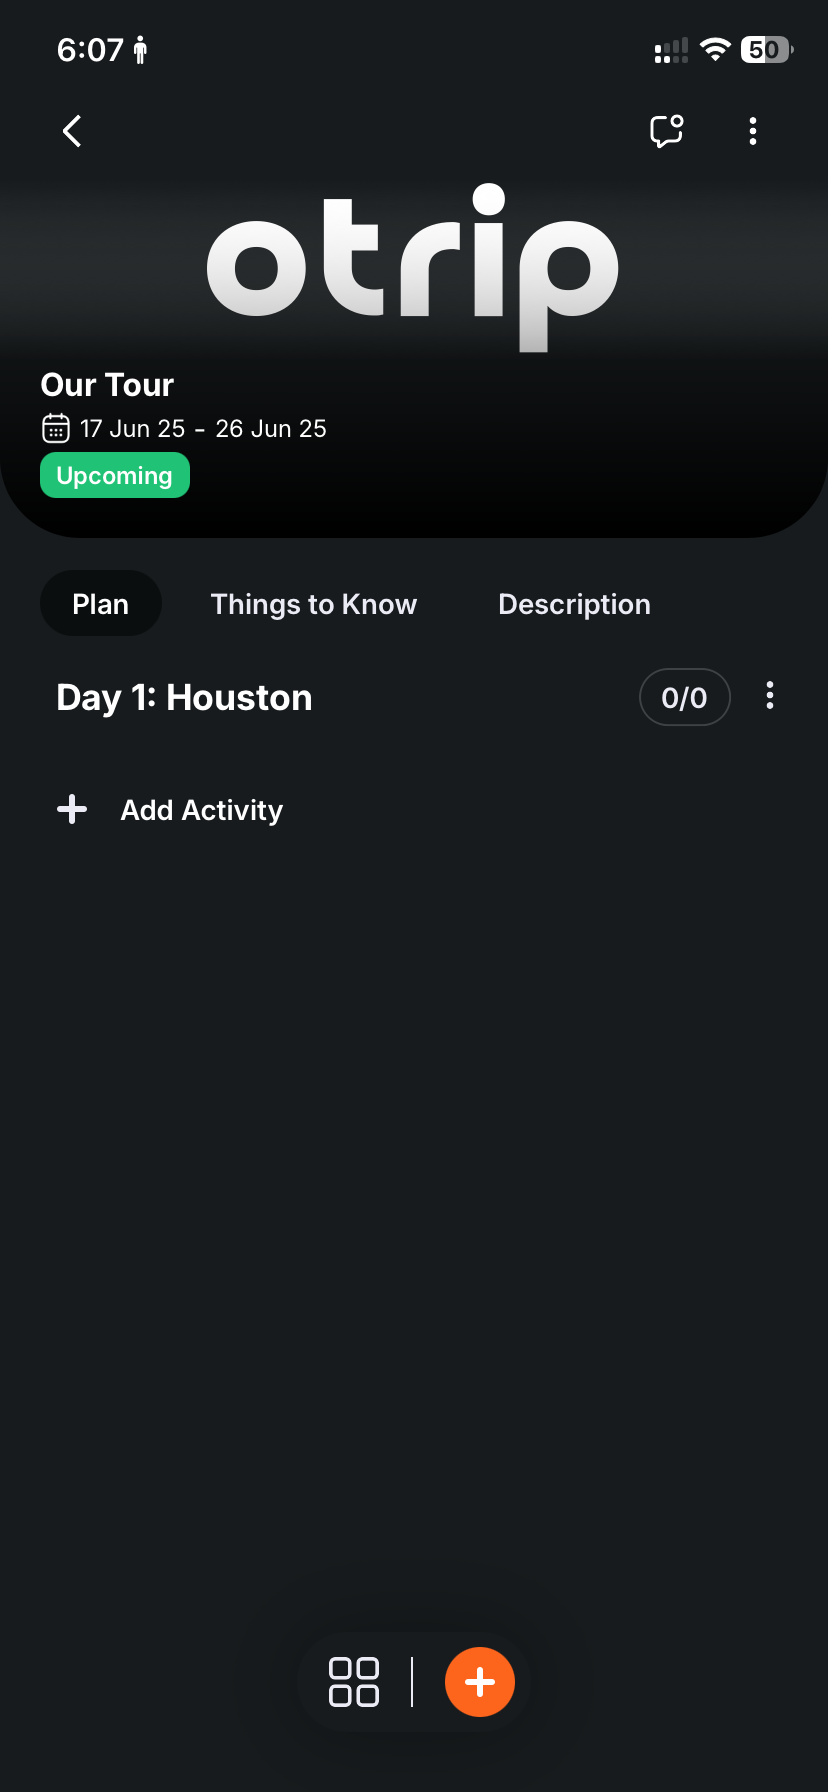 6:07
50
otrip
Our Tour
17 Jun 25 - 26 Jun 25
Upcoming
Plan Things to Know Description
Day 1: Houston 0/0
Add Activity